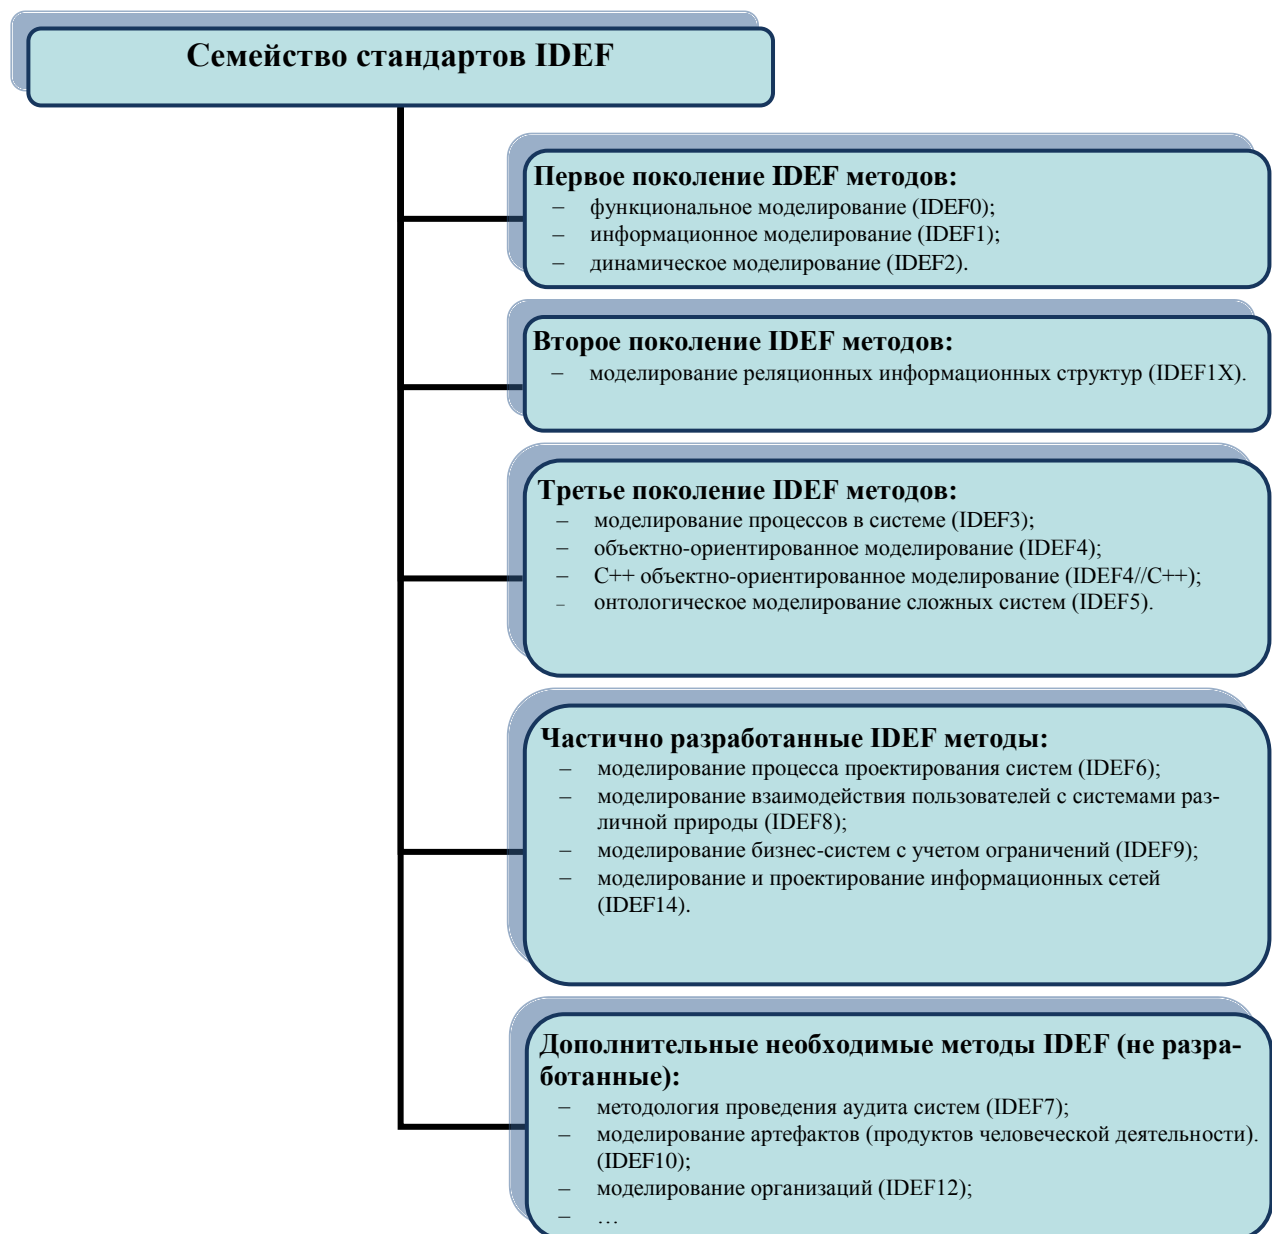 Семейство стандартов IDEF
Первое поколение IDEF методов:
– функциональное моделирование (IDEF0);
– информационное моделирование (IDEF1);
– динамическое моделирование (IDEF2).
Второе поколение IDEF методов:
– моделирование реляционных информационных структур (IDEF1X).
Третье поколение IDEF методов:
– моделирование процессов в системе (IDEF3);
– объектно-ориентированное моделирование (IDEF4);
– C++ объектно-ориентированное моделирование (IDEF4//C++);
– онтологическое моделирование сложных систем (IDEF5).
Частично разработанные IDEF методы:
– моделирование процесса проектирования систем (IDEF6);
– моделирование взаимодействия пользователей с системами раз-
личной природы (IDEF8);
– моделирование бизнес-систем с учетом ограничений (IDEF9);
– моделирование и проектирование информационных сетей
(IDEF14).
Дополнительные необходимые методы IDEF (не разра-
ботанные):
– методология проведения аудита систем (IDEF7);
– моделирование артефактов (продуктов человеческой деятельности).
(IDEF10);
– моделирование организаций (IDEF12);
– …